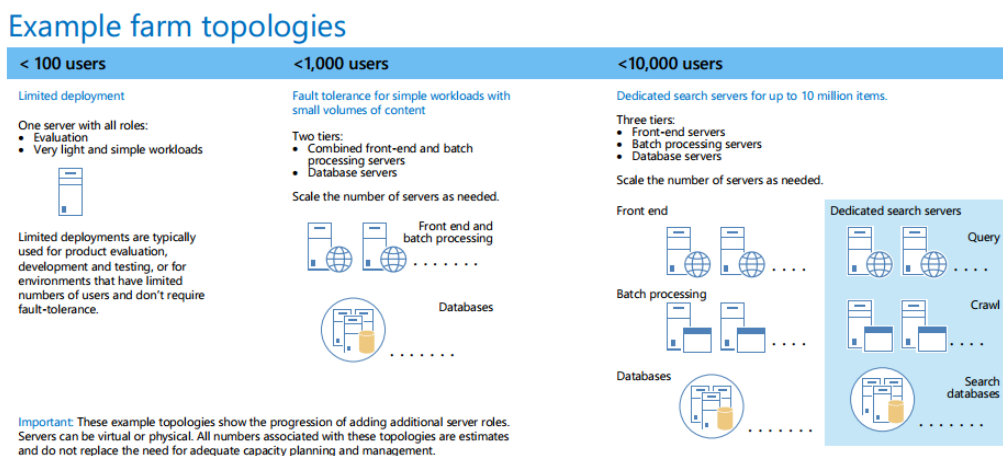 Example farm topologies
< 100 users
Limited deployment
One server with all roles:
• Evaluation
• Very light and simple workloads
Limited deployments are typically
used for product evaluation,
development and testing, or for
environments that have limited
numbers of users and don't require
fault-tolerance.
<1,000 users
Fault tolerance for simple workloads with
small volumes of content
Two tiers:
• Combined front-end and batch
processing servers
• Database servers
Scale the number of servers as needed.
Front end and
batch processing
Databases
<10,000 users
Dedicated search servers for up to 10 million items.
Three tiers:
• Front-end servers
• Batch processing servers
• Database servers
Scale the number of servers as needed.
Front end
Batch processing
Databases
Dedicated search servers
Query
Crawl
Search
databases
Important: These example topologies show the progression of adding additional server roles.
Servers can be virtual or physical. All numbers associated with these topologies are estimates
and do not replace the need for adequate capacity planning and management.